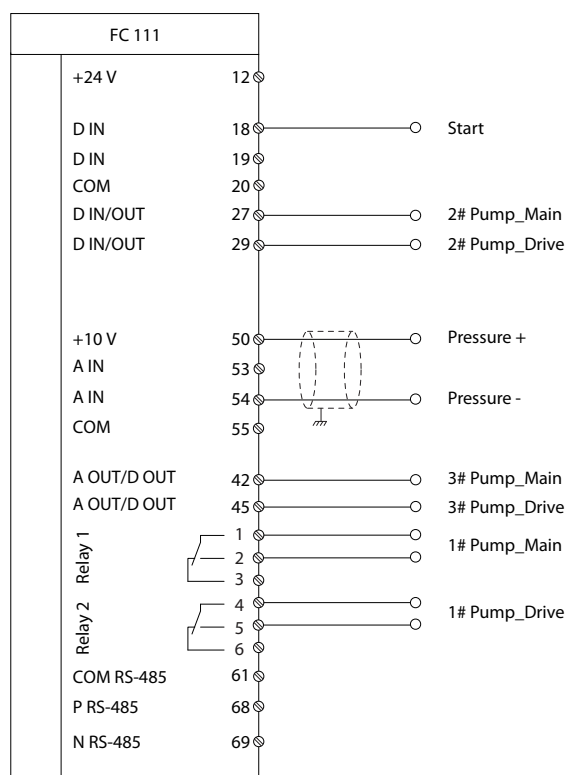 FC 111
+24 V 12
D IN 18 Start
D IN 19
COM 20
D IN/OUT 27 2# Pump_Main
D IN/OUT 29 2# Pump_Drive
+10 V 50 Pressure +
A IN 53
A IN 54 Pressure -
COM 55
A OUT/D OUT 42 3# Pump_Main
A OUT/D OUT 45 3# Pump_Drive
Relay 1
1
2
3
1# Pump_Main
Relay 2
4
5
6
1# Pump_Drive
COM RS-485 61
P RS-485 68
N RS-485 69